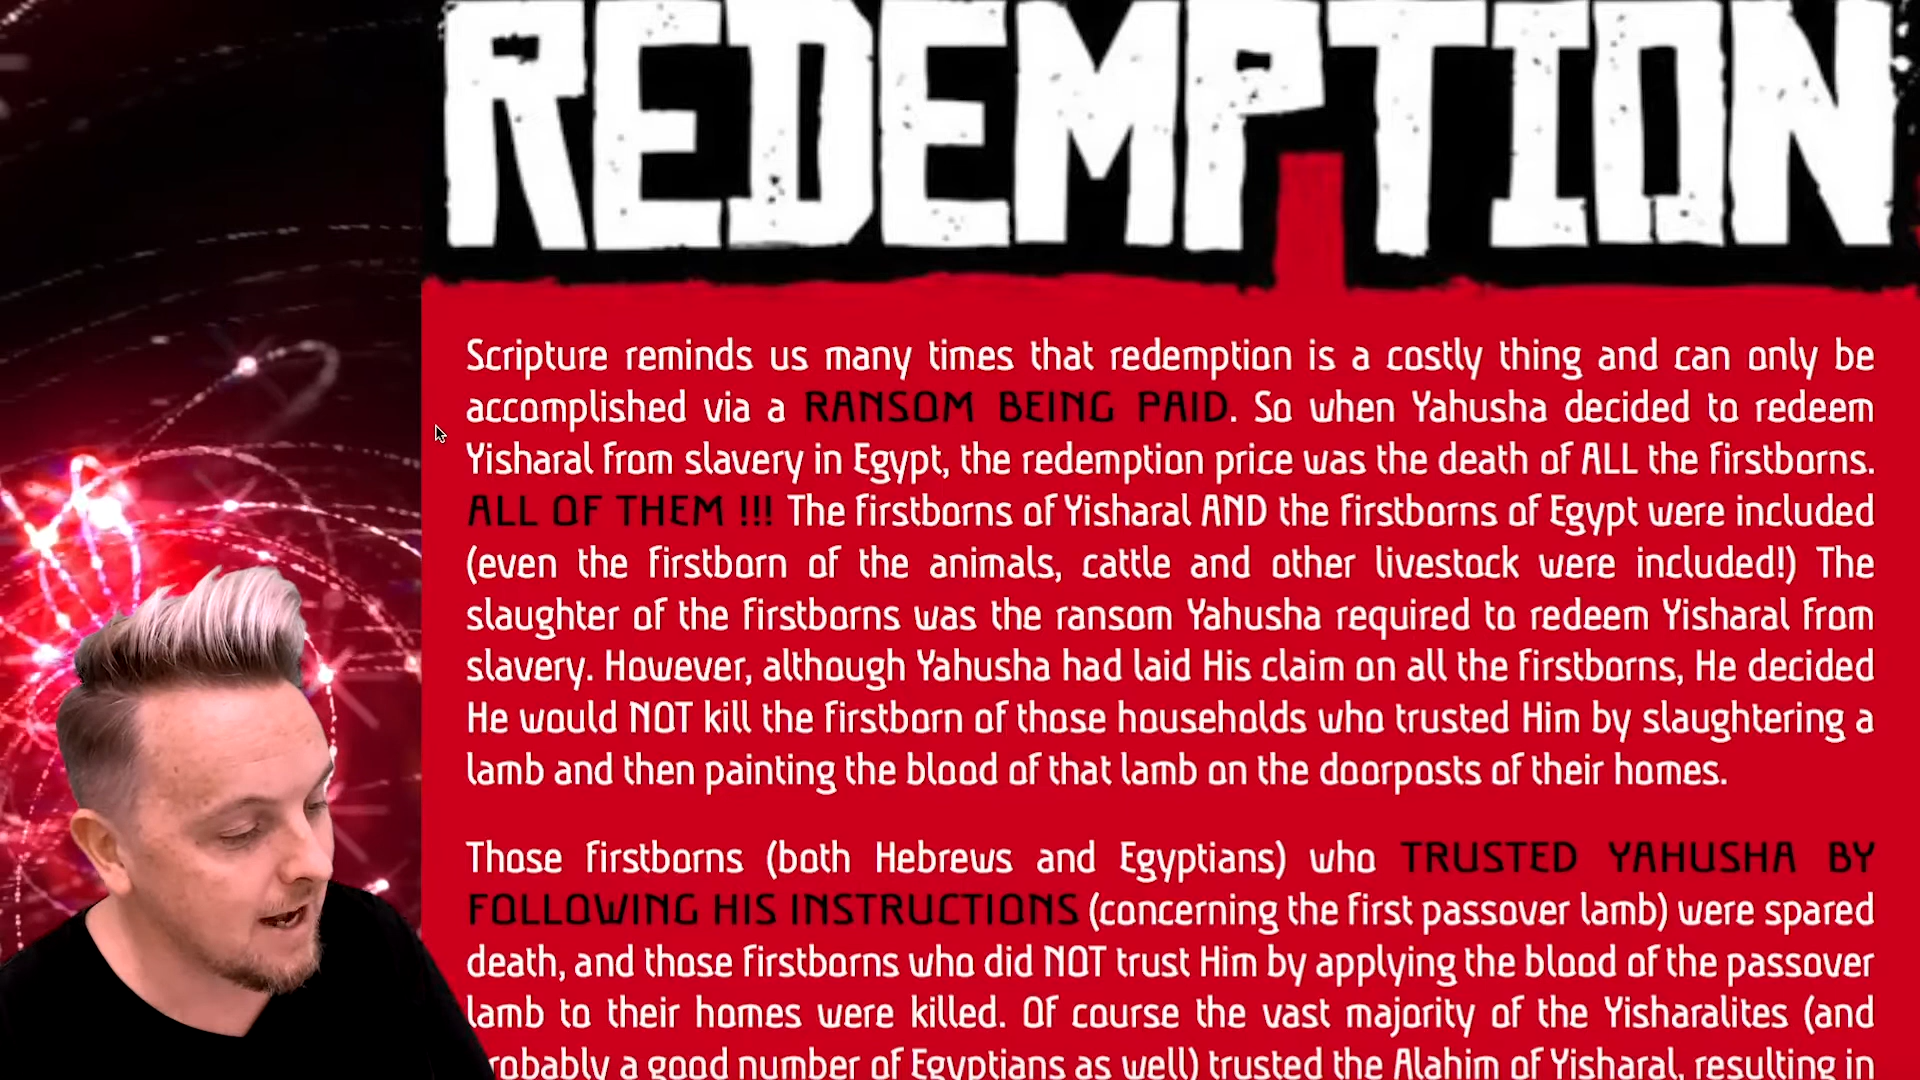 REDEMPTION
Scripture reminds us many times that redemption is a costly thing and can only be
accomplished via a RANSOM BEING PAID. So when Yahusha decided to redeem
Yisharal from slavery in Egypt, the redemption price was the death of ALL the firstborns.
ALL OF THEM !!! The firstborns of Yisharal AND the firstborns of Egypt were included
(even the firstborn of the animals, cattle and other livestock were included!) The
slaughter of the firstborns was the ransom Yahusha required to redeem Yisharal from
slavery. However, although Yahusha had laid His claim on all the firstborns, He decided
He would NOT kill the firstborn of those households who trusted Him by slaughtering a
lamb and then painting the blood of that lamb on the doorposts of their homes.
Those firstborns (both Hebrews and Egyptians) who TRUSTED YAHUSHA BY
FOLLOWING HIS INSTRUCTIONS (concerning the first passover lamb) were spared
death, and those firstborns who did NOT trust Him by applying the blood of the passover
lamb to their homes were killed. Of course the vast majority of the Yisharalites (and
probably a good number of Egyptians as well) trusted the Alahim of Yisharal, resulting in